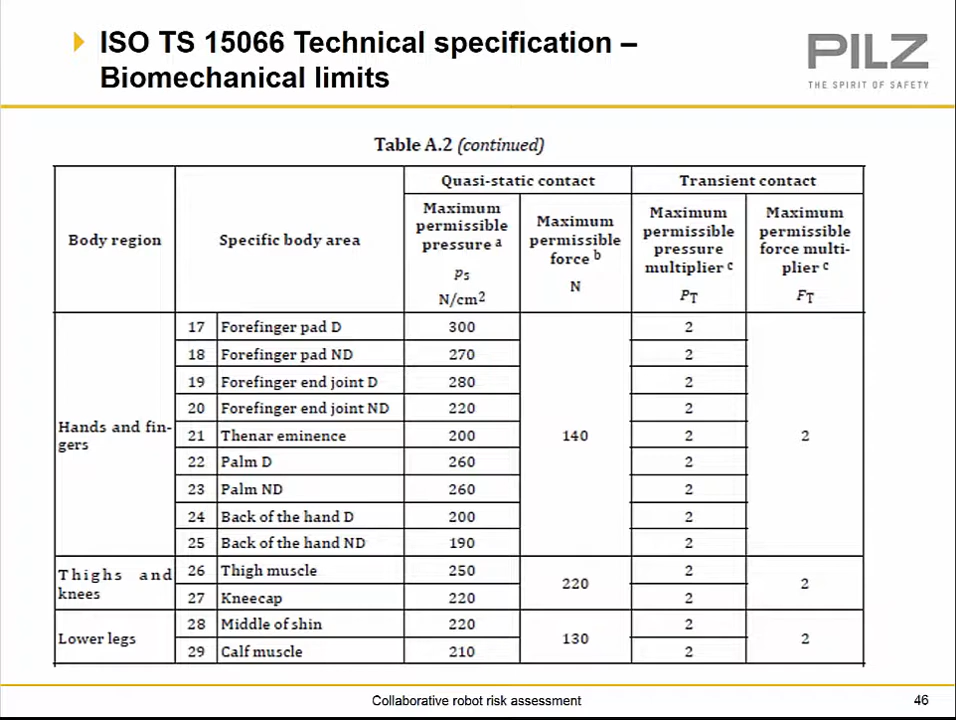 ISO TS 15066 Technical specification –
Biomechanical limits
PILZ
THE SPIRIT OF SAFETY
Table A.2 (continued)
Body region
Specific body area
Quasi-static contact
Transient contact
Maximum
permissible
pressure a
ps
N/cm2
Maximum
permissible
force b
N
Maximum
permissible
pressure
multiplier c
PT
Maximum
permissible
force multi-
plier c
FT
Hands and fin-
gers
17 Forefinger pad D 300 2
18 Forefinger pad ND 270 2
19 Forefinger end joint D 280 2
20 Forefinger end joint ND 220 2
21 Thenar eminence 200 140 2 2
22 Palm D 260 2
23 Palm ND 260 2
24 Back of the hand D 200 2
25 Back of the hand ND 190 2
Thighs and
knees
26 Thigh muscle 250 220 2 2
27 Kneecap 220 2
Lower legs
28 Middle of shin 220 130 2 2
29 Calf muscle 210 2
Collaborative robot risk assessment
46